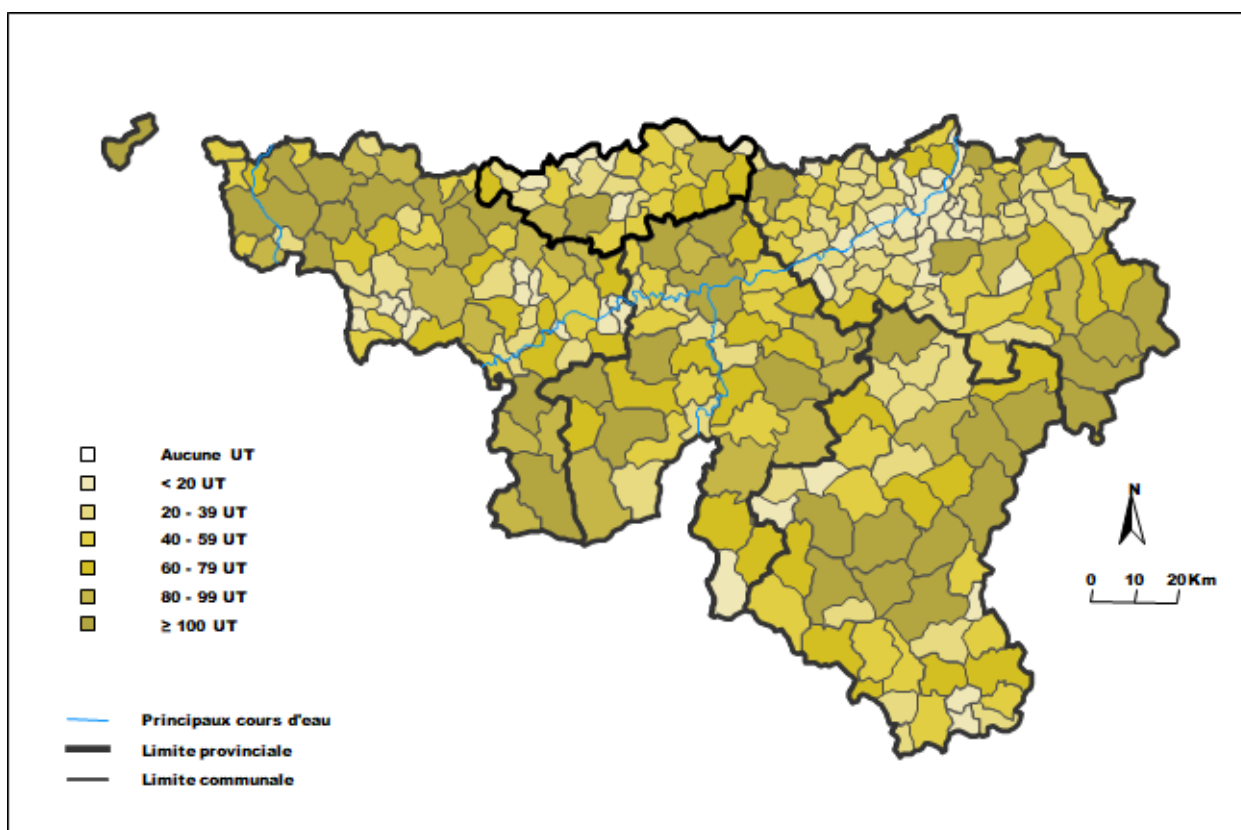 Aucune UT
< 20 UT
20 - 39 UT
40 - 59 UT
60 - 79 UT
80 - 99 UT
≥ 100 UT
Principaux cours d'eau
Limite provinciale
Limite communale
N
0 10 20 Km